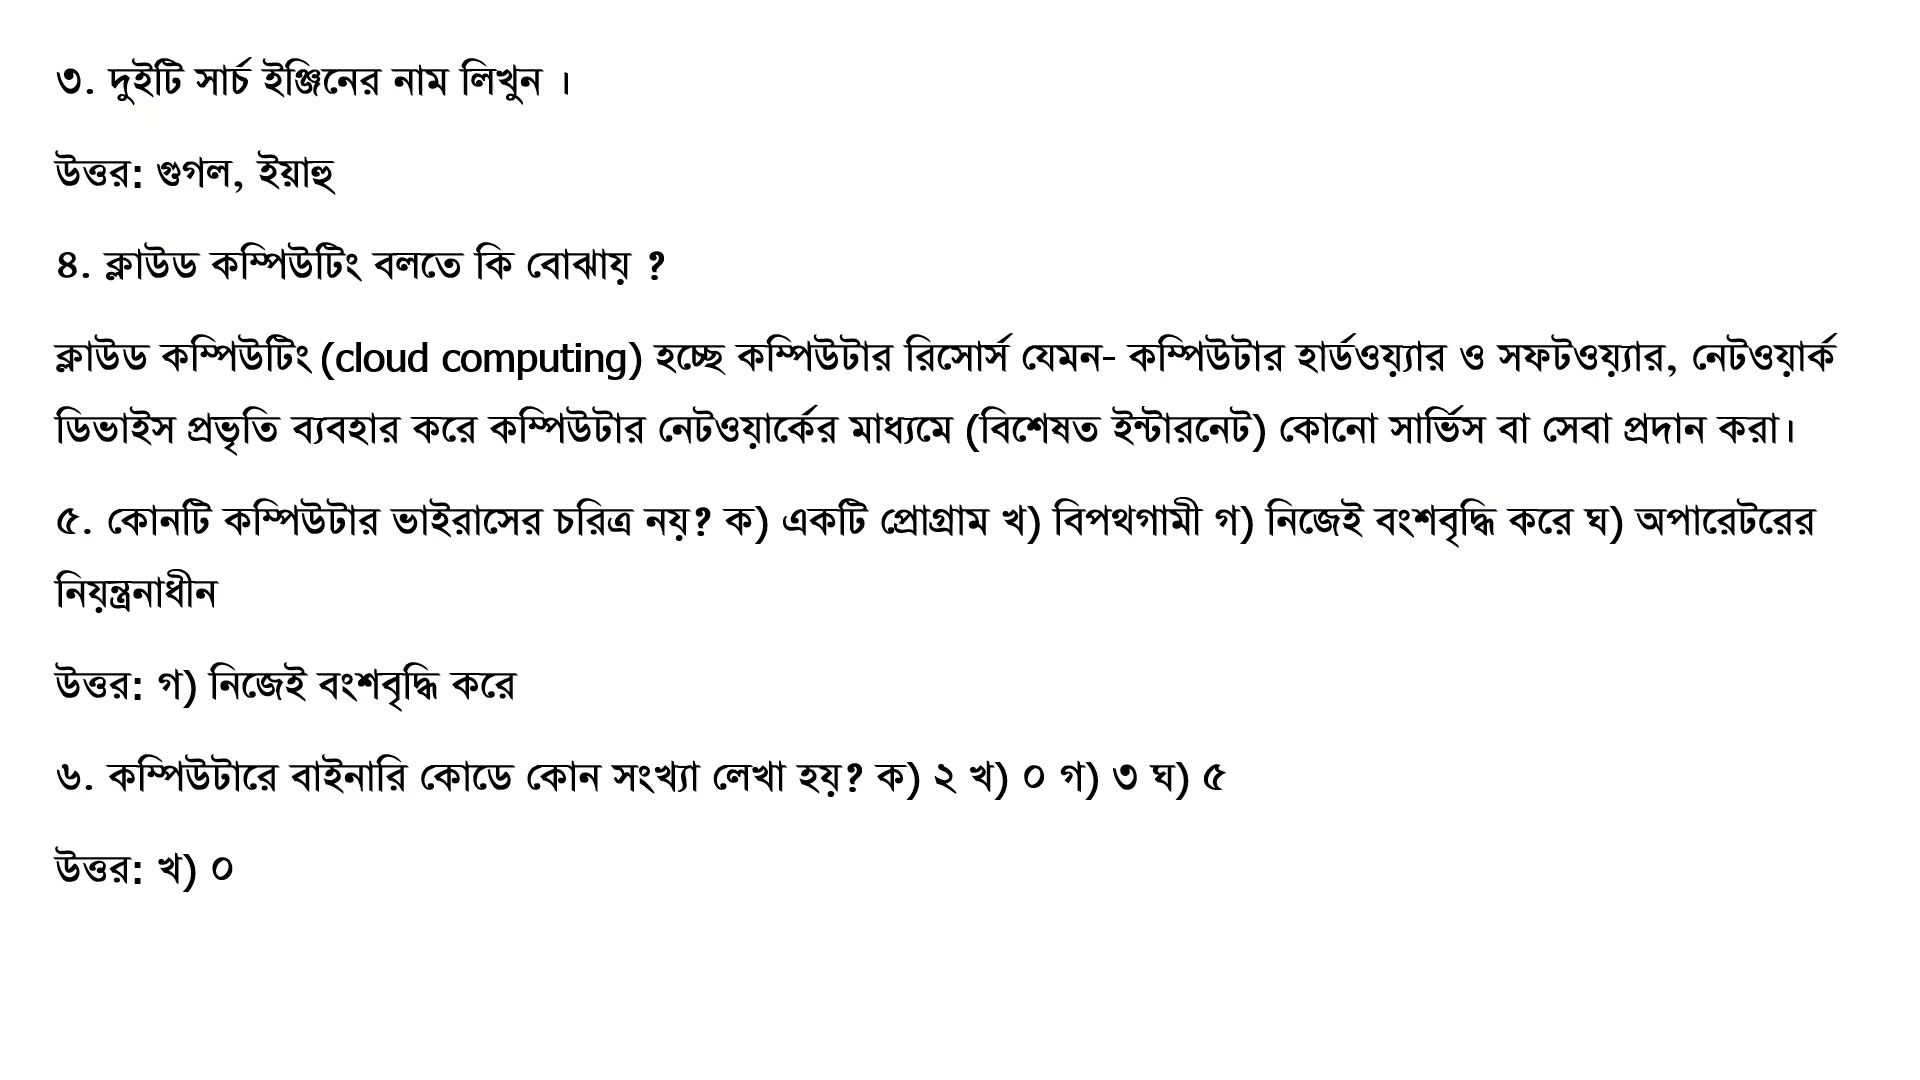 ৩. দুইটি সার্চ ইঞ্জিনের নাম লিখুন ।
উত্তর: গুগল, ইয়াহু
৪. ক্লাউড কম্পিউটিং বলতে কি বোঝায় ?
ক্লাউড কম্পিউটিং (cloud computing) হচ্ছে কম্পিউটার রিসোর্স যেমন- কম্পিউটার হার্ডওয়্যার ও সফটওয়্যার, নেটওয়ার্ক
ডিভাইস প্রভৃতি ব্যবহার করে কম্পিউটার নেটওয়ার্কের মাধ্যমে (বিশেষত ইন্টারনেট) কোনো সার্ভিস বা সেবা প্রদান করা।
৫. কোনটি কম্পিউটার ভাইরাসের চরিত্র নয়? ক) একটি প্রোগ্রাম খ) বিপথগামী গ) নিজেই বংশবৃদ্ধি করে ঘ) অপারেটরের
নিয়ন্ত্রনাধীন
উত্তর: গ) নিজেই বংশবৃদ্ধি করে
৬. কম্পিউটারে বাইনারি কোডে কোন সংখ্যা লেখা হয়? ক) ২ খ) ০ গ) ৩ ঘ) ৫
উত্তর: খ) ০